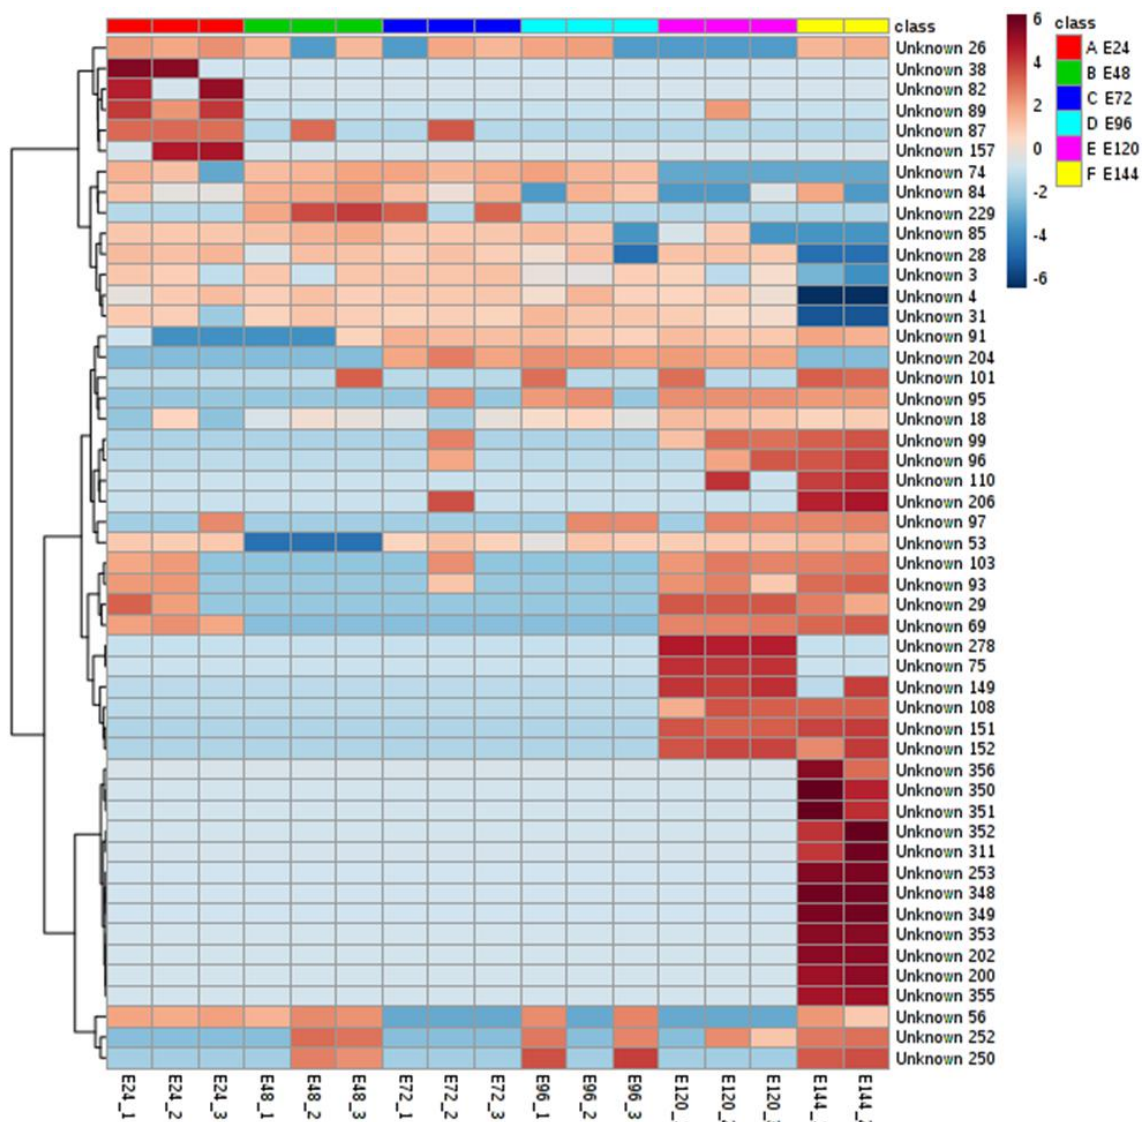 class
Unknown 26
Unknown 38
Unknown 82
Unknown 89
Unknown 87
Unknown 157
Unknown 74
Unknown 84
Unknown 229
Unknown 85
Unknown 28
Unknown 3
Unknown 4
Unknown 31
Unknown 91
Unknown 204
Unknown 101
Unknown 95
Unknown 18
Unknown 99
Unknown 96
Unknown 110
Unknown 206
Unknown 97
Unknown 53
Unknown 103
Unknown 93
Unknown 29
Unknown 69
Unknown 278
Unknown 75
Unknown 149
Unknown 108
Unknown 151
Unknown 152
Unknown 356
Unknown 350
Unknown 351
Unknown 352
Unknown 311
Unknown 253
Unknown 348
Unknown 349
Unknown 353
Unknown 202
Unknown 200
Unknown 355
Unknown 56
Unknown 252
Unknown 250
6
4
2
0
-2
-4
-6
class
A E24
B E48
C E72
D E96
E E120
F E144
E24_1
E24_2
E24_3
E48_1
E48_2
E48_3
E72_1
E72_2
E72_3
E96_1
E96_2
E96_3
E120_
E120_
E120_
E144_
E144_